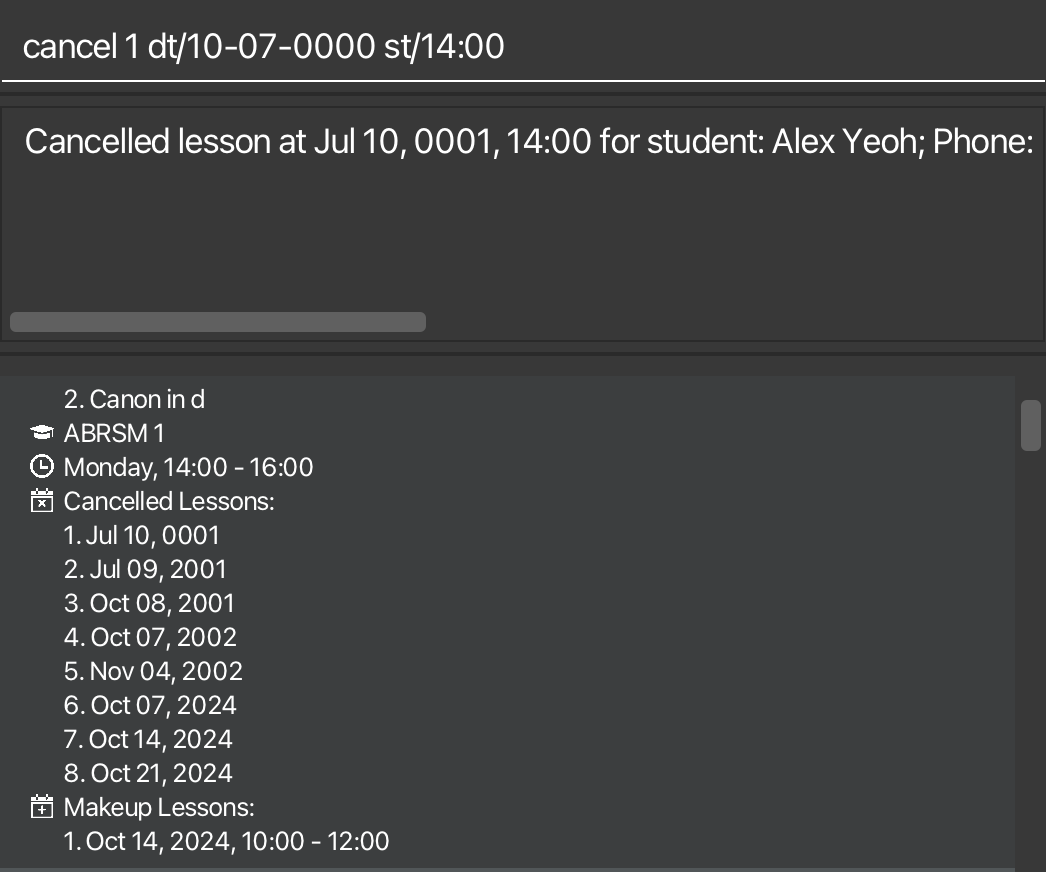 cancel 1 dt/10-07-0000 st/14:00
Cancelled lesson at Jul 10, 0001, 14:00 for student: Alex Yeoh; Phone:
2. Canon in d
ABRSM 1
Monday, 14:00 - 16:00
Cancelled Lessons:
1. Jul 10, 0001
2. Jul 09, 2001
3. Oct 08, 2001
4. Oct 07, 2002
5. Nov 04, 2002
6. Oct 07, 2024
7. Oct 14, 2024
8. Oct 21, 2024
Makeup Lessons:
1. Oct 14, 2024, 10:00 - 12:00